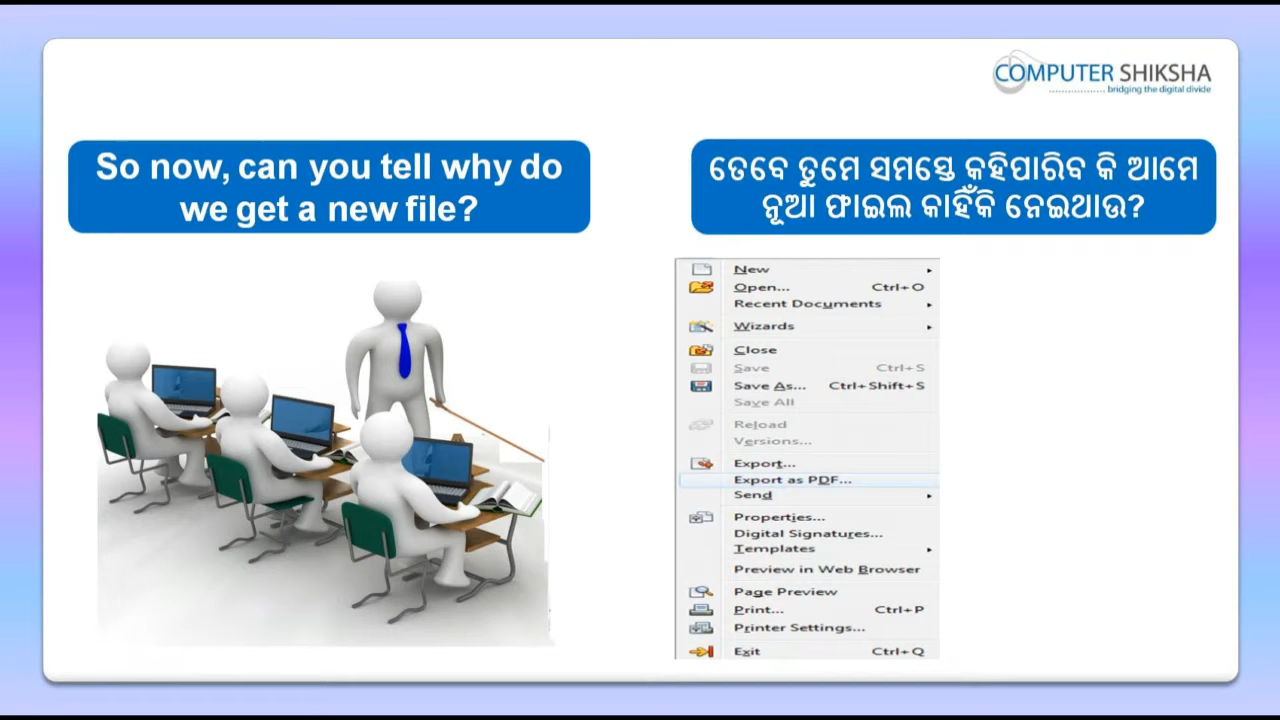 COMPUTER SHIKSHA
bridging the digital divide
So now, can you tell why do
we get a new file?
ତେବେ ତୁମେ ସମସ୍ତେ କହିପାରିବ କି ଆମେ
ନୂଆ ଫାଇଲ କାହିଁକି ନେଇଥାଉ?
New
Open... Ctrl+O
Recent Documents
Wizards
Close
Save Ctrl+S
Save As... Ctrl+Shift+S
Save All
Reload
Versions...
Export...
Export as PDF...
Send
Properties...
Digital Signatures...
Templates
Preview in Web Browser
Page Preview
Print... Ctrl+P
Printer Settings...
Exit Ctrl+Q